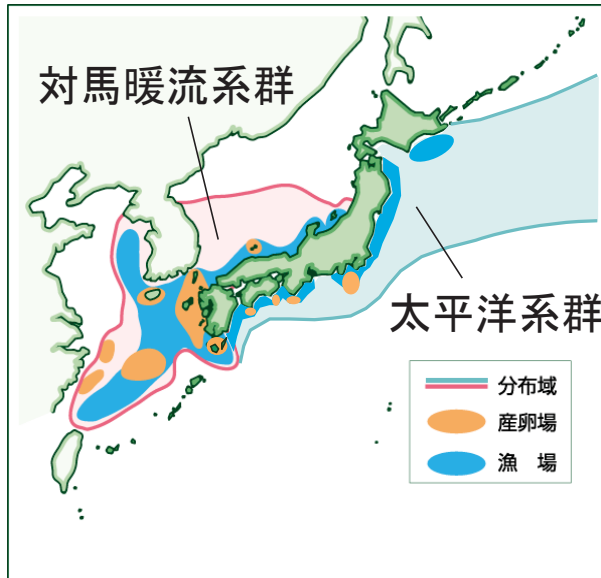 対馬暖流系群
太平洋系群
分布域
産卵場
漁　場